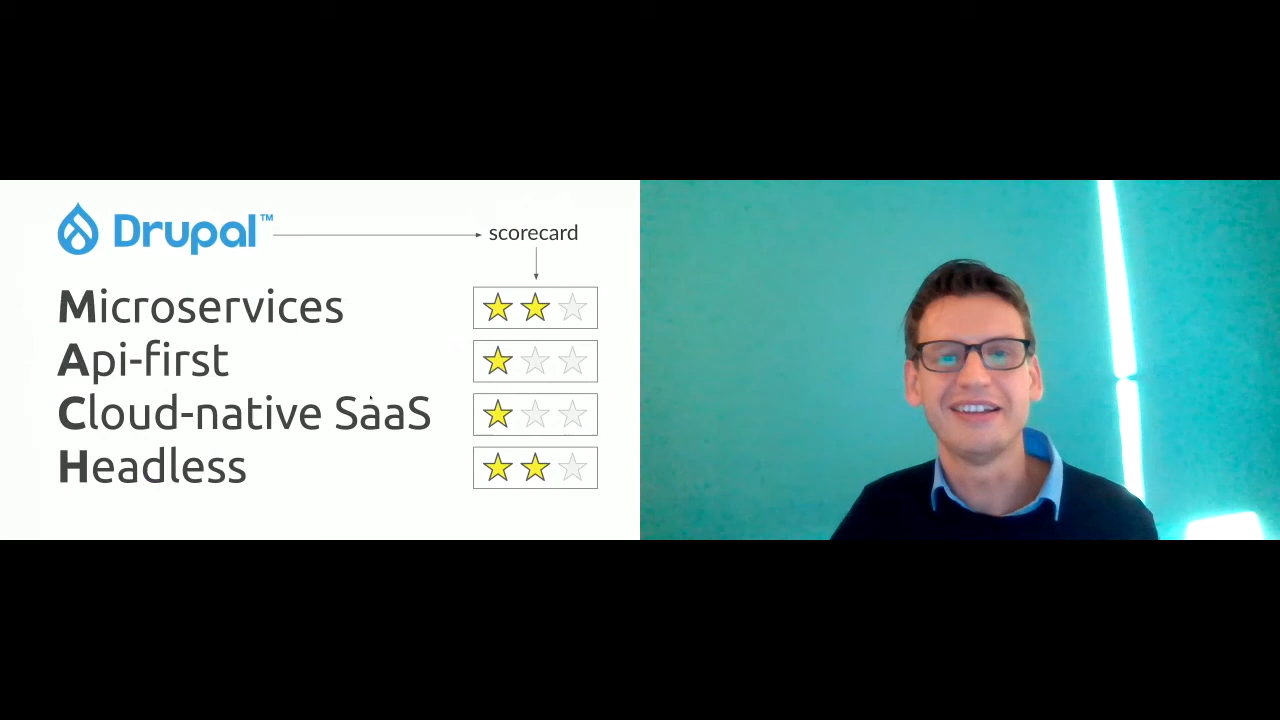 Drupal™
scorecard
Microservices
Api-first
Cloud-native SaaS
Headless